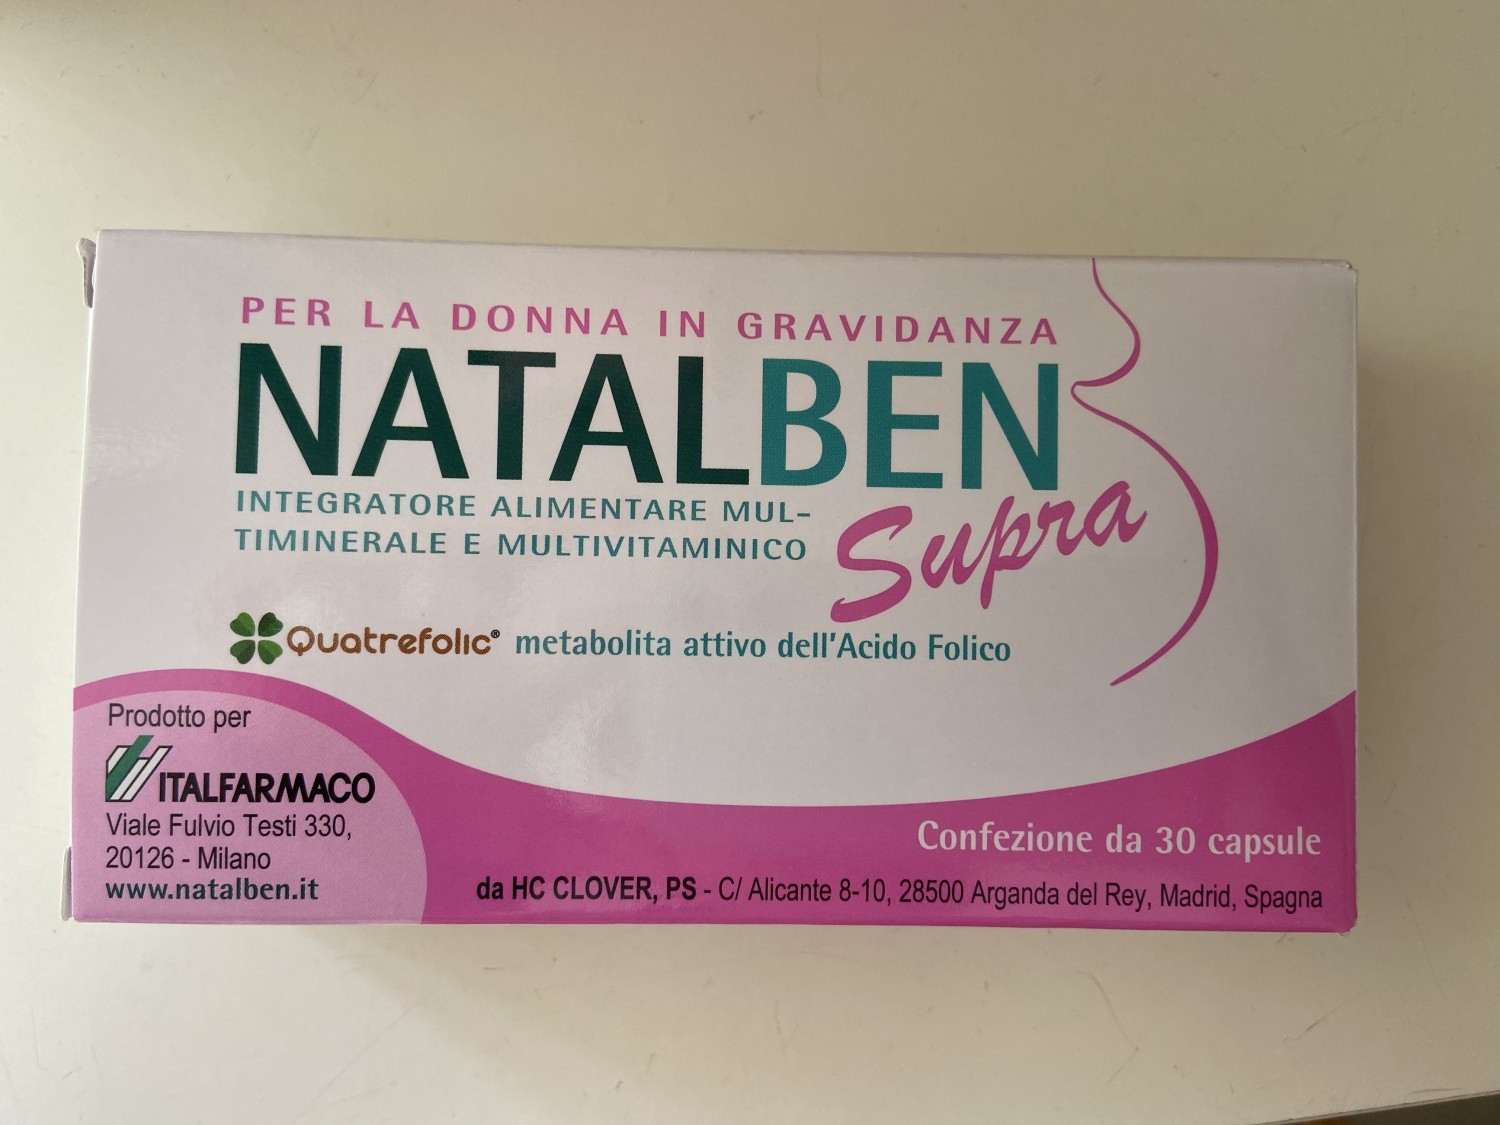 PER LA DONNA IN GRAVIDANZA
NATALBEN
Supra
INTEGRATORE ALIMENTARE MUL-
TIMINERALE E MULTIVITAMINICO
Quatrefolic® metabolita attivo dell'Acido Folico
Prodotto per
ITALFARMACO
Viale Fulvio Testi 330,
20126 - Milano
www.natalben.it
Confezione da 30 capsule
da HC CLOVER, PS - C/ Alicante 8-10, 28500 Arganda del Rey, Madrid, Spagna